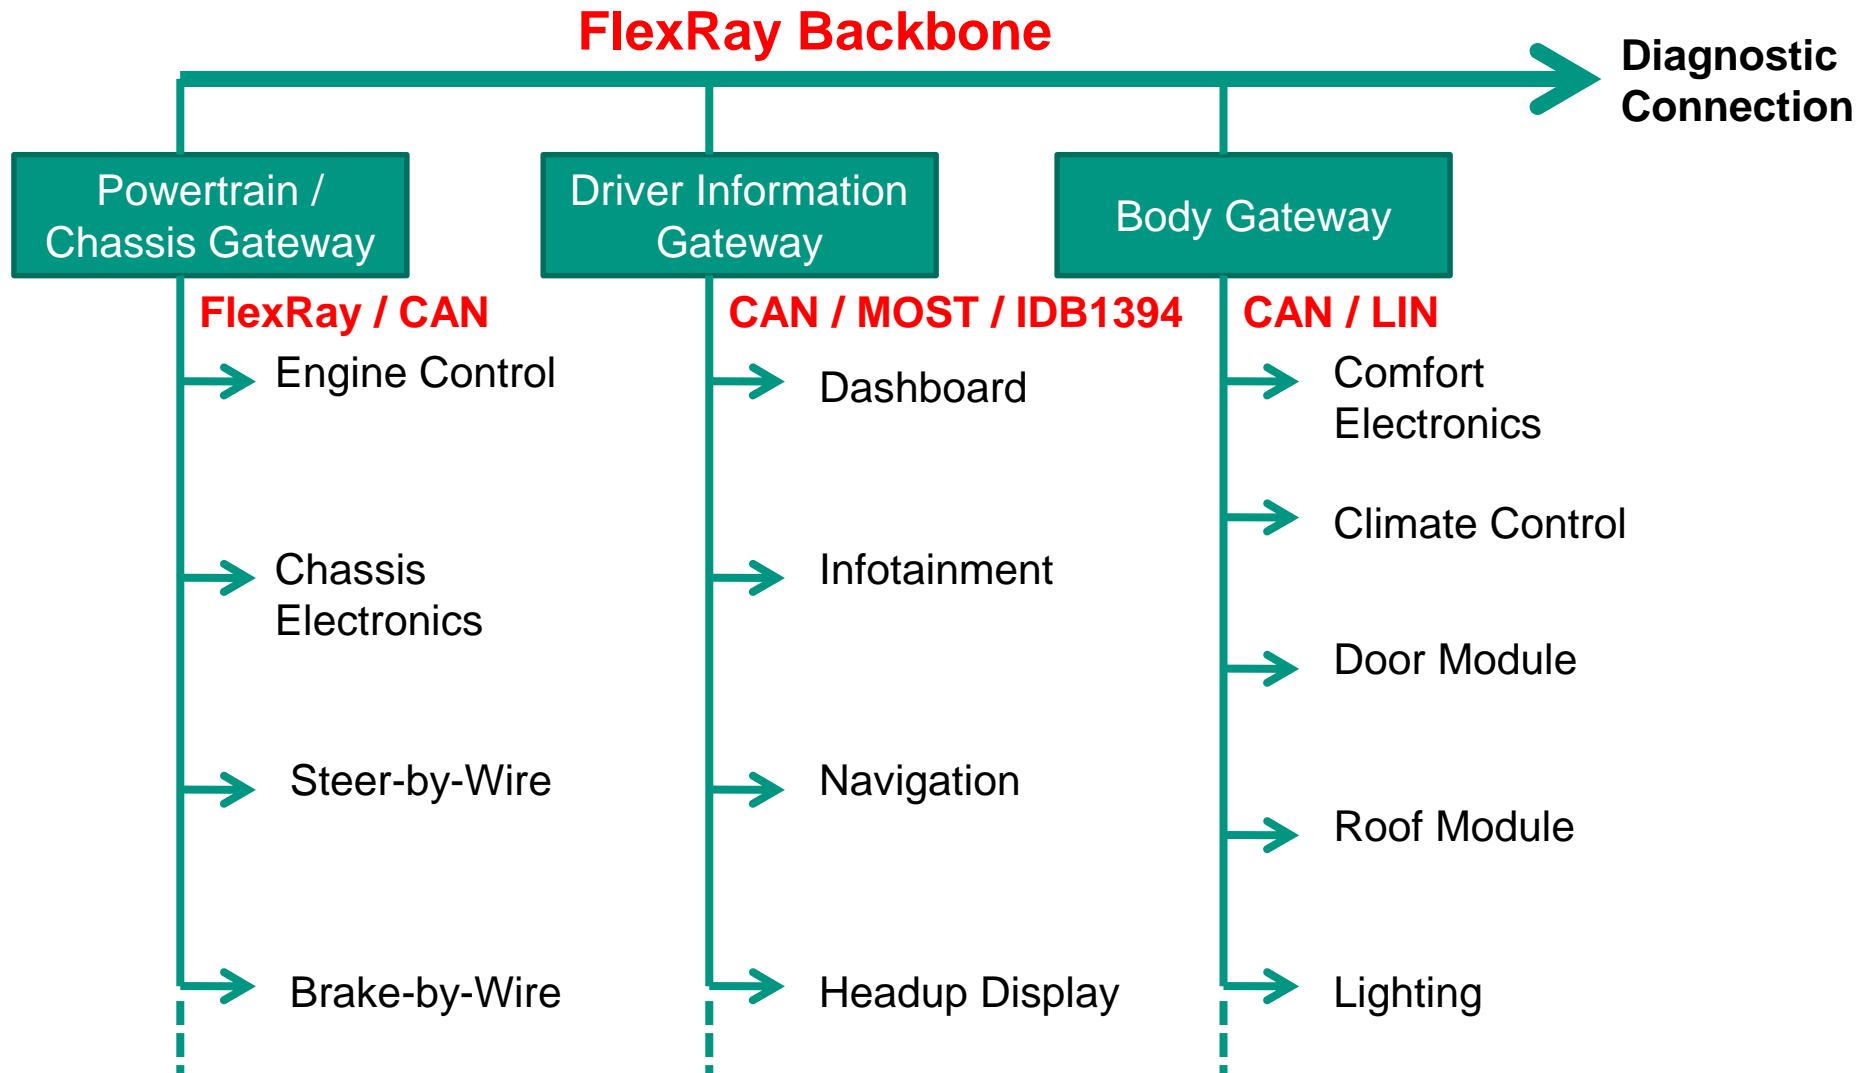 FlexRay Backbone
Diagnostic
Connection
Powertrain /
Chassis Gateway
Driver Information
Gateway
Body Gateway
FlexRay / CAN
CAN / MOST / IDB1394
CAN / LIN
Engine Control
Chassis
Electronics
Steer-by-Wire
Brake-by-Wire
Dashboard
Infotainment
Navigation
Headup Display
Comfort
Electronics
Climate Control
Door Module
Roof Module
Lighting